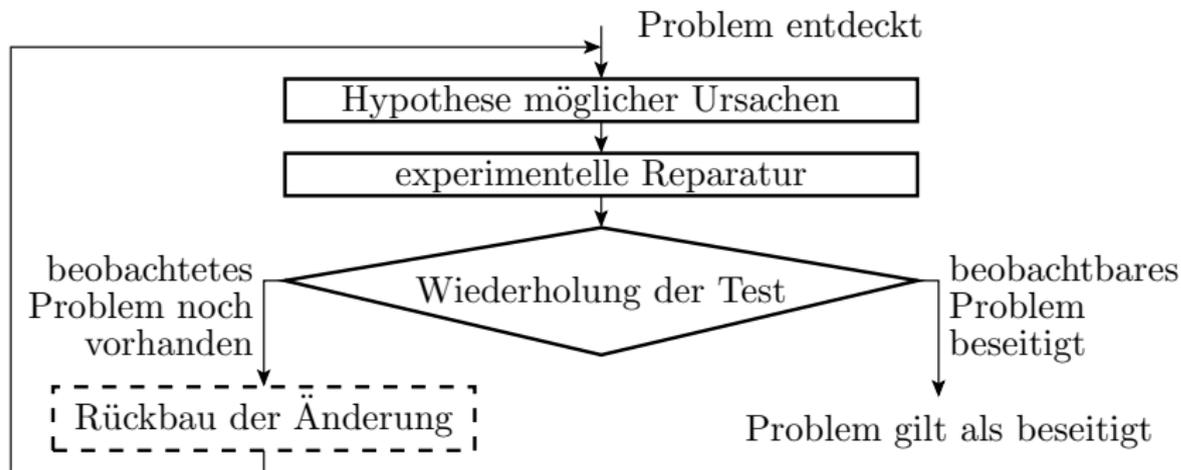 Problem entdeckt
Hypothese möglicher Ursachen
experimentelle Reparatur
Wiederholung der Test
beobachtetes
Problem noch
vorhanden
beobachtbares
Problem
beseitigt
Rückbau der Änderung
Problem gilt als beseitigt